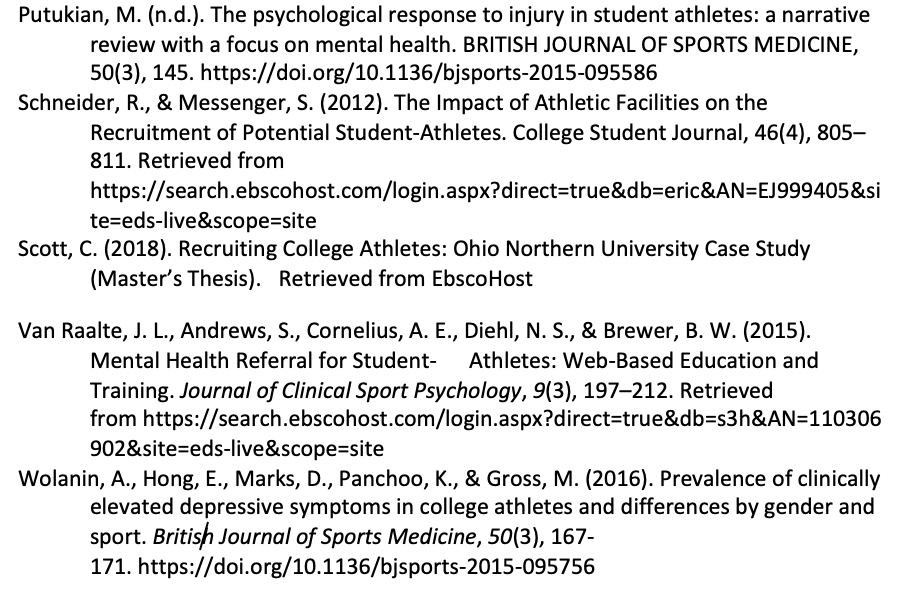 Putukian, M. (n.d.). The psychological response to injury in student athletes: a narrative
review with a focus on mental health. BRITISH JOURNAL OF SPORTS MEDICINE,
50(3), 145. https://doi.org/10.1136/bjsports-2015-095586
Schneider, R., & Messenger, S. (2012). The Impact of Athletic Facilities on the
Recruitment of Potential Student-Athletes. College Student Journal, 46(4), 805–
811. Retrieved from
https://search.ebscohost.com/login.aspx?direct=true&db=eric&AN=EJ999405&si
te=eds-live&scope=site
Scott, C. (2018). Recruiting College Athletes: Ohio Northern University Case Study
(Master’s Thesis).   Retrieved from EbscoHost
Van Raalte, J. L., Andrews, S., Cornelius, A. E., Diehl, N. S., & Brewer, B. W. (2015).
Mental Health Referral for Student-     Athletes: Web-Based Education and
Training. Journal of Clinical Sport Psychology, 9(3), 197–212. Retrieved
from https://search.ebscohost.com/login.aspx?direct=true&db=s3h&AN=110306
902&site=eds-live&scope=site
Wolanin, A., Hong, E., Marks, D., Panchoo, K., & Gross, M. (2016). Prevalence of clinically
elevated depressive symptoms in college athletes and differences by gender and
sport. British Journal of Sports Medicine, 50(3), 167-
171. https://doi.org/10.1136/bjsports-2015-095756